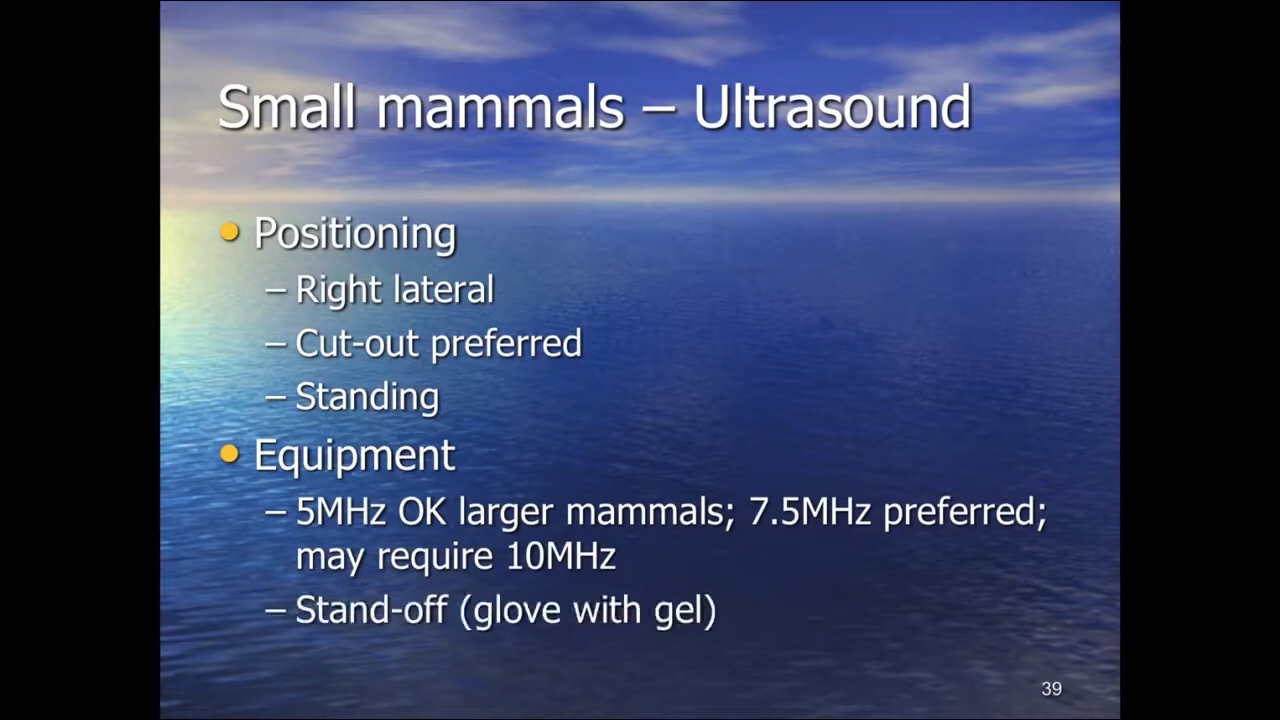 Small mammals – Ultrasound
• Positioning
– Right lateral
– Cut-out preferred
– Standing
• Equipment
– 5MHz OK larger mammals; 7.5MHz preferred;
may require 10MHz
– Stand-off (glove with gel)
39